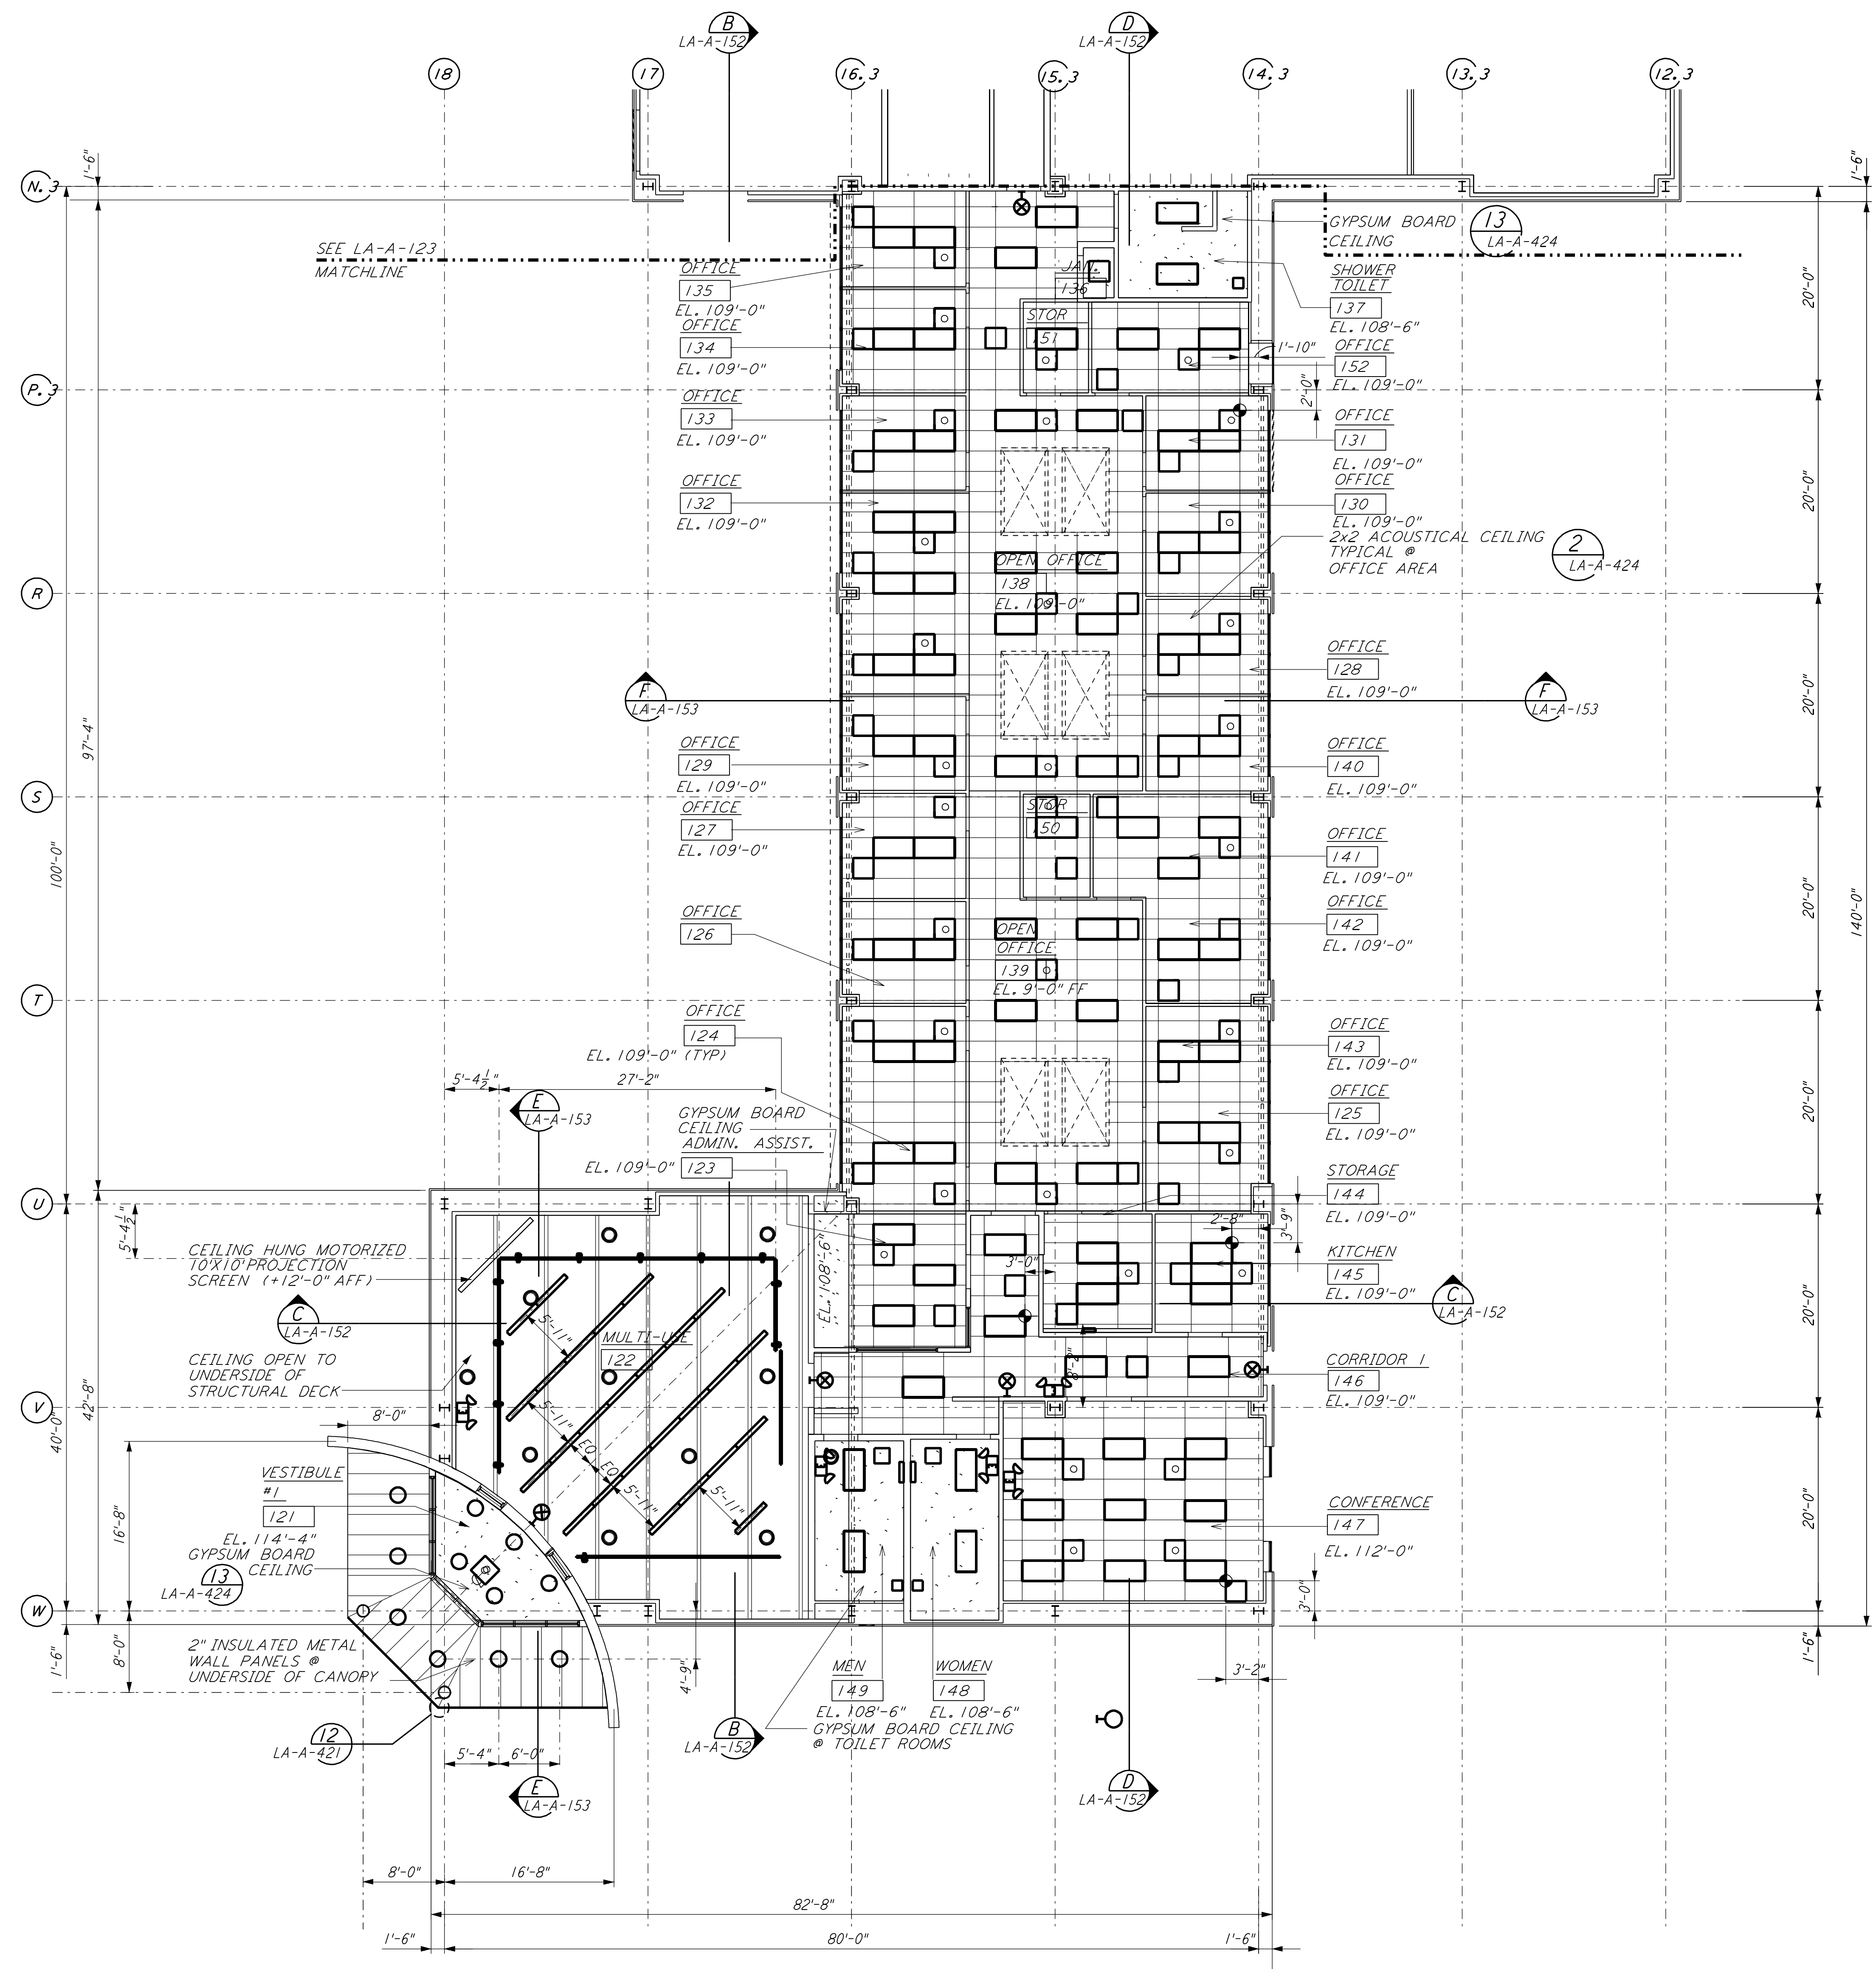 B
LA-A-152
D
LA-A-152
18
17
16.3
15.3
14.3
13.3
12.3
N.3
P.3
R
S
T
U
V
W
1'-6"
97'-4"
100'-0"
42'-8"
40'-0"
1'-6"
1'-6"
20'-0"
20'-0"
20'-0"
20'-0"
20'-0"
20'-0"
20'-0"
140'-0"
1'-6"
SEE LA-A-123
MATCHLINE
OFFICE
135
EL. 109'-0"
OFFICE
134
EL. 109'-0"
OFFICE
133
EL. 109'-0"
OFFICE
132
EL. 109'-0"
F
LA-A-153
OFFICE
129
EL. 109'-0"
OFFICE
127
EL. 109'-0"
OFFICE
126
OFFICE
124
EL. 109'-0" (TYP)
5'-4½"
27'-2"
E
LA-A-153
GYPSUM BOARD
CEILING
ADMIN. ASSIST.
EL. 109'-0" 123
JAN.
136
STOR
151
OPEN OFFICE
138
EL. 109'-0"
STOR
150
OPEN
OFFICE
139
EL. 9'-0" FF
GYPSUM BOARD
CEILING
13
LA-A-424
SHOWER
TOILET
137
EL. 108'-6"
1'-10"
OFFICE
152
EL. 109'-0"
2'-0"
OFFICE
131
EL. 109'-0"
OFFICE
130
EL. 109'-0"
2x2 ACOUSTICAL CEILING
TYPICAL @
OFFICE AREA
2
LA-A-424
OFFICE
128
EL. 109'-0"
F
LA-A-153
OFFICE
140
EL. 109'-0"
OFFICE
141
EL. 109'-0"
OFFICE
142
EL. 109'-0"
OFFICE
143
EL. 109'-0"
OFFICE
125
EL. 109'-0"
STORAGE
144
EL. 109'-0"
2'-8"
3'-9"
KITCHEN
145
EL. 109'-0"
C
LA-A-152
CORRIDOR 1
146
EL. 109'-0"
CONFERENCE
147
EL. 112'-0"
3'-0"
3'-2"
3'-0"
8'-2"
EL. 108'-6"
5'-4½"
CEILING HUNG MOTORIZED
10'X10' PROJECTION
SCREEN (+12'-0" AFF)
C
LA-A-152
CEILING OPEN TO
UNDERSIDE OF
STRUCTURAL DECK
MULTI-USE
122
5'-11"
5'-11"
EQ
EQ
5'-11"
5'-11"
8'-0"
16'-8"
8'-0"
VESTIBULE
#1
121
EL. 114'-4"
GYPSUM BOARD
CEILING
13
LA-A-424
2" INSULATED METAL
WALL PANELS @
UNDERSIDE OF CANOPY
12
LA-A-421
5'-4"
6'-0"
4'-9"
E
LA-A-153
B
LA-A-152
MEN
149
EL. 108'-6"
WOMEN
148
EL. 108'-6"
GYPSUM BOARD CEILING
@ TOILET ROOMS
D
LA-A-152
8'-0"
16'-8"
82'-8"
1'-6"
80'-0"
1'-6"